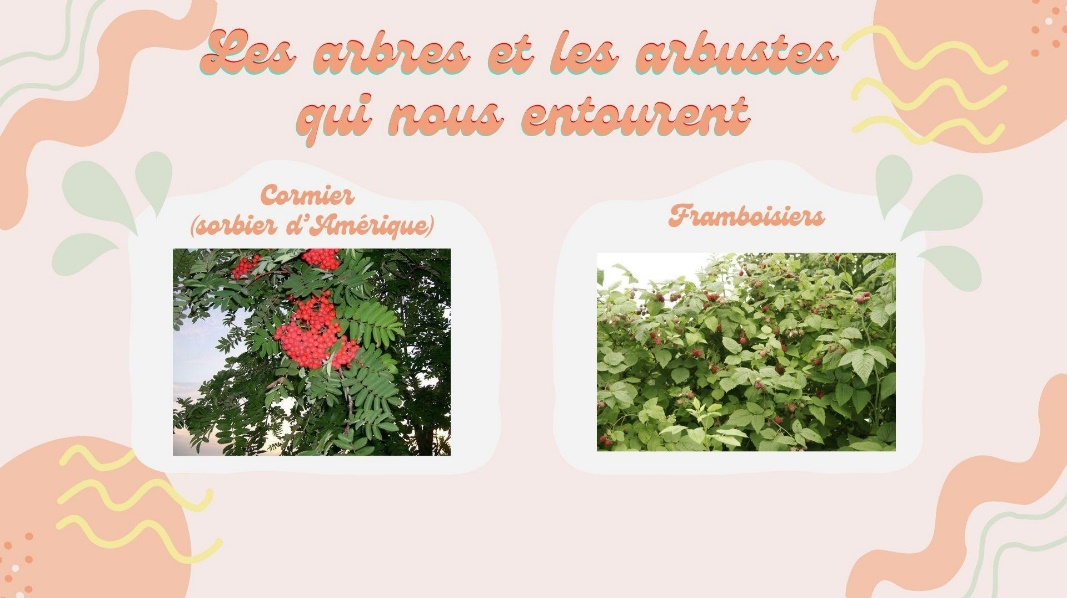 Les arbres et les arbustes
qui nous entourent
Cormier
(sorbier d'Amérique)
Framboisiers